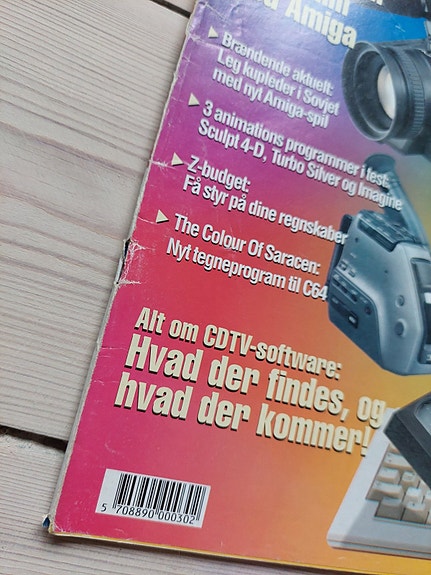 Amiga
Brændende aktuelt:
Leg kupleder i Sovjet
med nyt Amiga-spil
3 animations programmer i test:
Sculpt 4-D, Turbo Silver og Imagine
Z-budget:
Få styr på dine regnskaber
The Colour Of Saracen:
Nyt tegneprogram til C64
Alt om CDTV-software:
Hvad der findes, og
hvad der kommer!
5 708890 000302